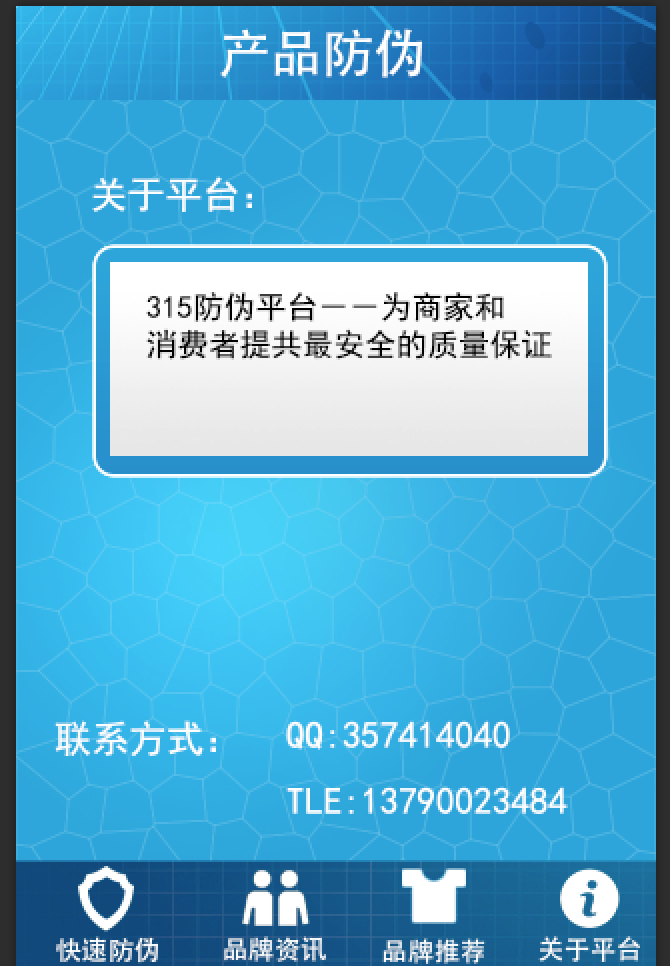 产品防伪
关于平台：
315防伪平台——为商家和
消费者提共最安全的质量保证
联系方式： QQ:357414040
TLE:13790023484
快速防伪 品牌资讯 品牌推荐 关于平台